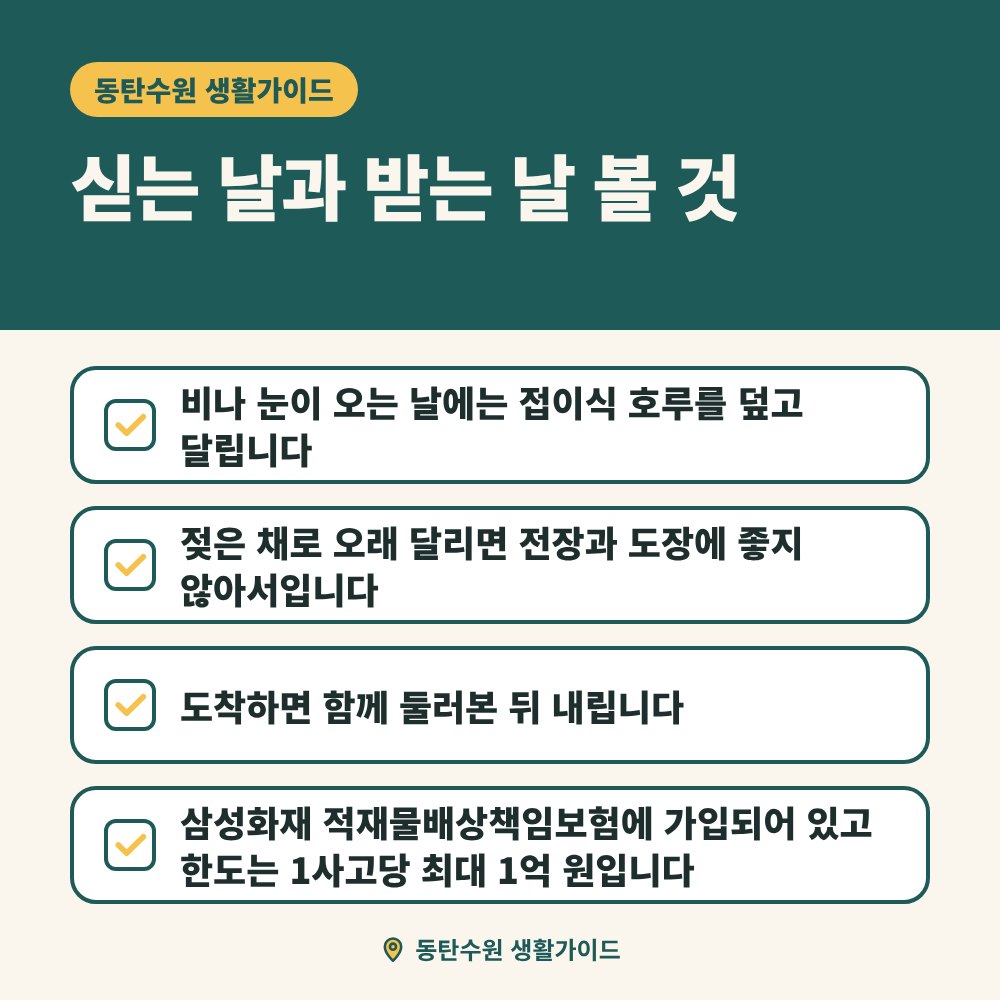 동탄수원 생활가이드
싣는 날과 받는 날 볼 것
비나 눈이 오는 날에는 접이식 호루를 덮고
달립니다
젖은 채로 오래 달리면 전장과 도장에 좋지
않아서입니다
도착하면 함께 둘러본 뒤 내립니다
삼성화재 적재물배상책임보험에 가입되어 있고
한도는 1사고당 최대 1억 원입니다
동탄수원 생활가이드